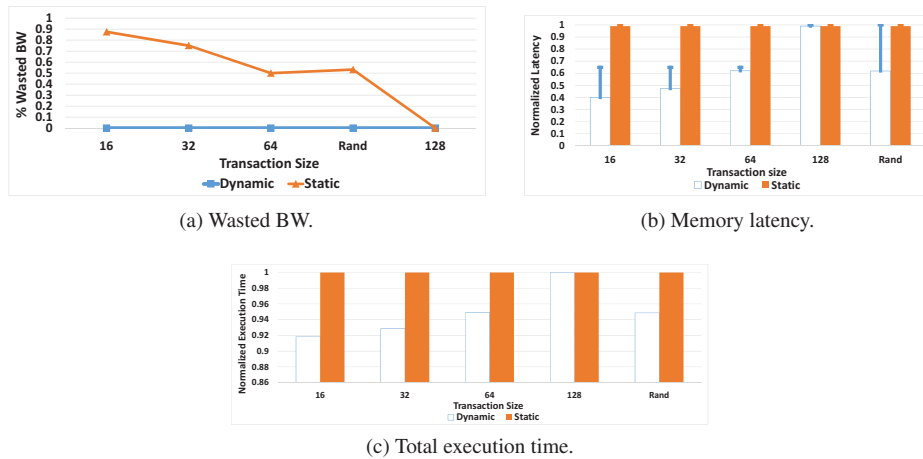 % Wasted BW
1
0.9
0.8
0.7
0.6
0.5
0.4
0.3
0.2
0.1
0
16 32 64 Rand 128
Transaction Size
Dynamic Static
(a) Wasted BW.
Normalized Latency
1
0.9
0.8
0.7
0.6
0.5
0.4
0.3
0.2
0.1
0
16 32 64 128 Rand
Transaction size
Dynamic Static
(b) Memory latency.
Normalized Execution Time
1
0.98
0.96
0.94
0.92
0.9
0.88
0.86
16 32 64 128 Rand
Transaction Size
Dynamic Static
(c) Total execution time.